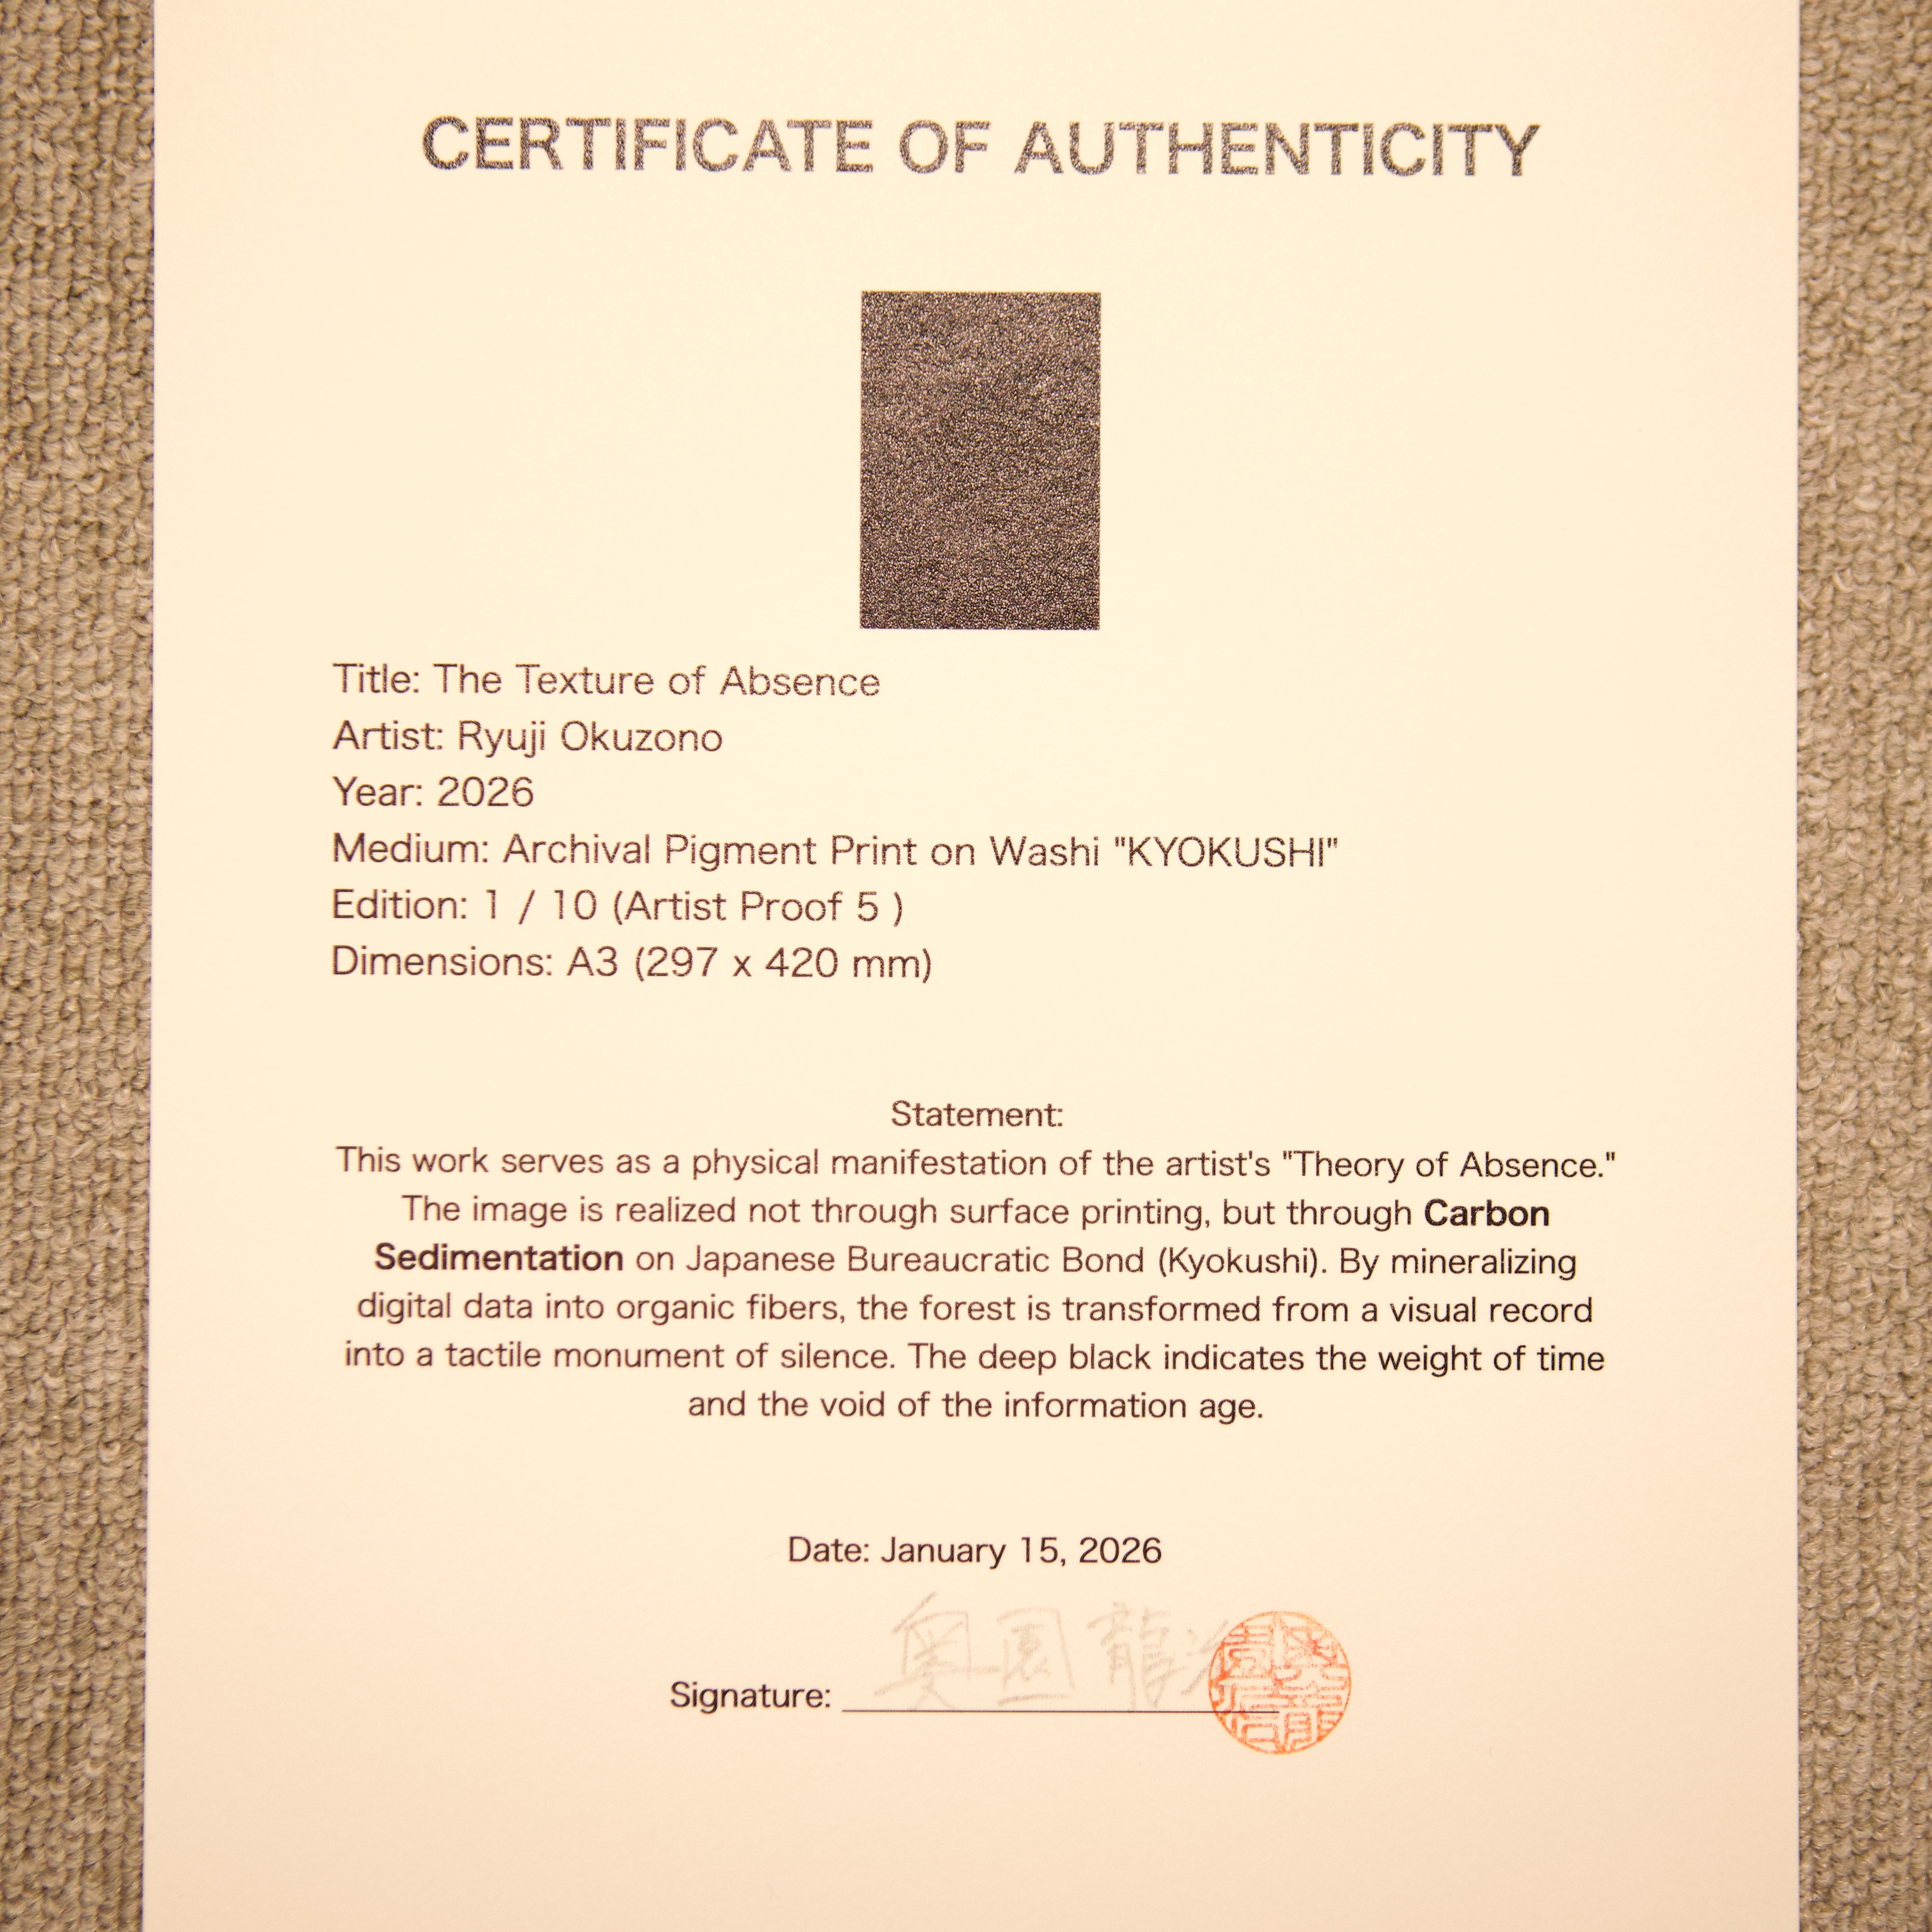 CERTIFICATE OF AUTHENTICITY
Title: The Texture of Absence
Artist: Ryuji Okuzono
Year: 2026
Medium: Archival Pigment Print on Washi "KYOKUSHI"
Edition: 1 / 10 (Artist Proof 5 )
Dimensions: A3 (297 x 420 mm)
Statement:
This work serves as a physical manifestation of the artist's "Theory of Absence."
The image is realized not through surface printing, but through Carbon
Sedimentation on Japanese Bureaucratic Bond (Kyokushi). By mineralizing
digital data into organic fibers, the forest is transformed from a visual record
into a tactile monument of silence. The deep black indicates the weight of time
and the void of the information age.
Date: January 15, 2026
Signature: 奥園龍治